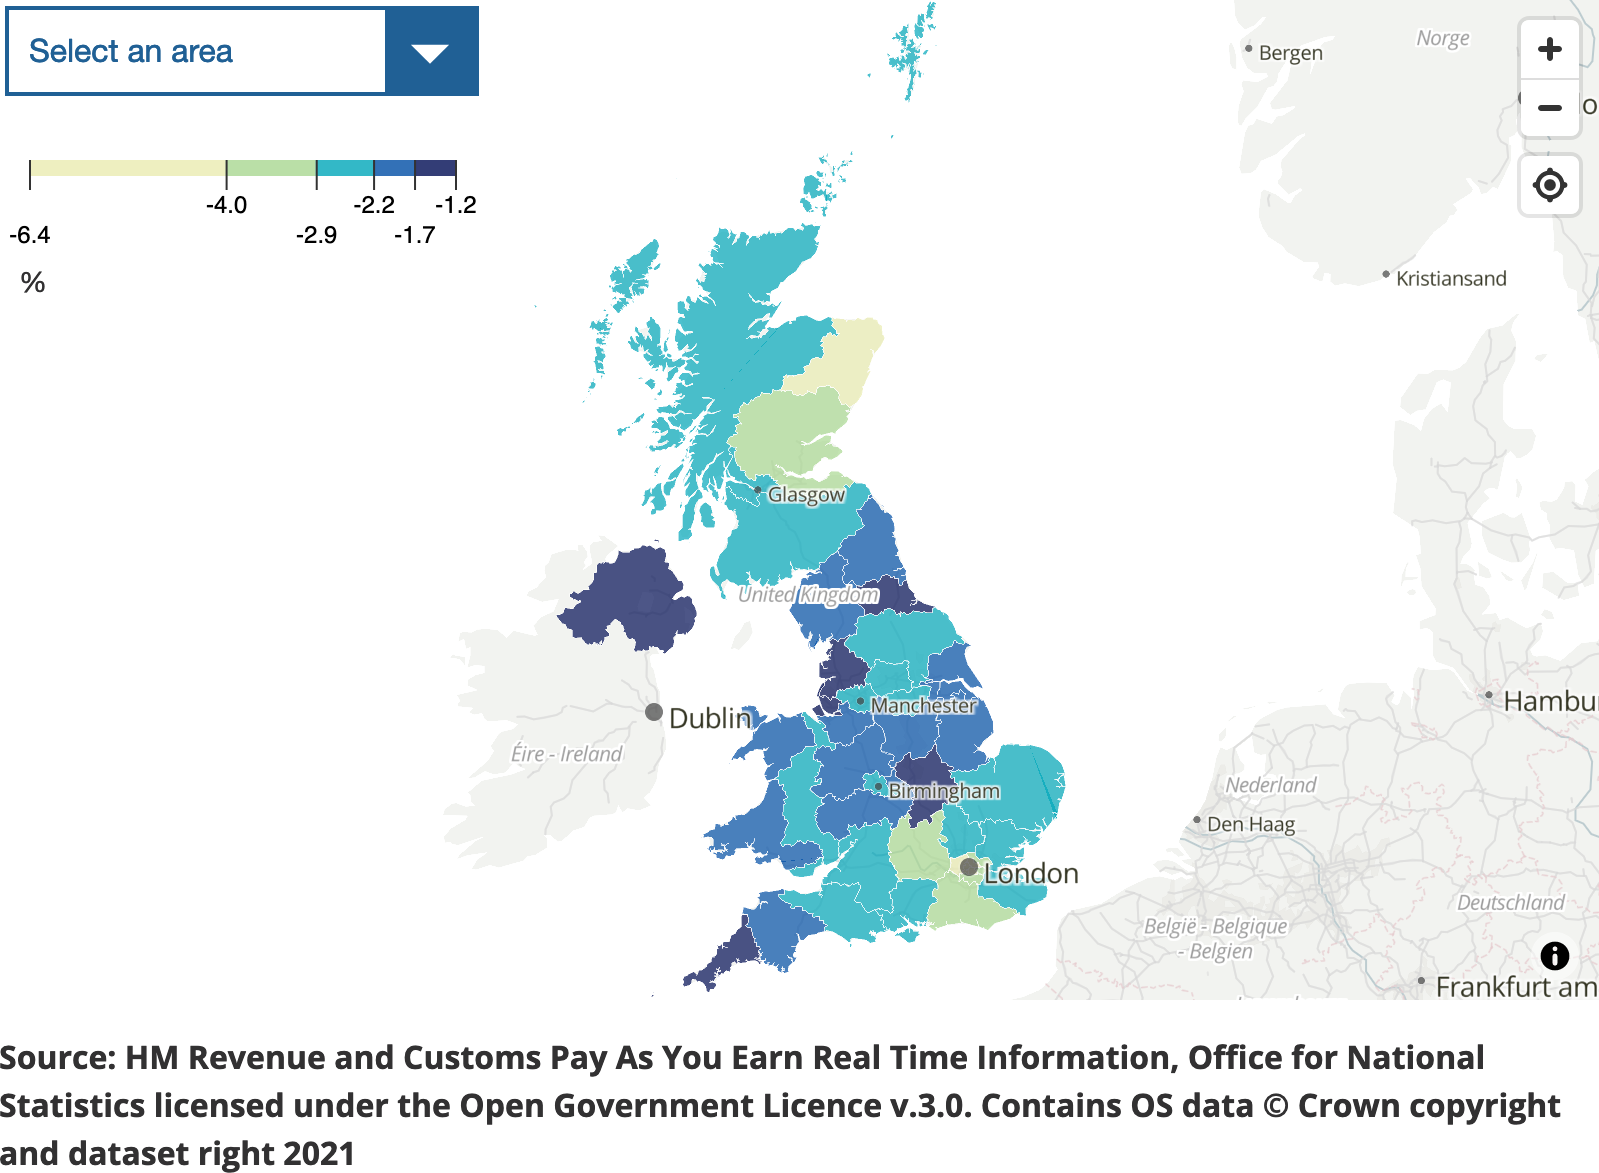 Select an area
-4.0
-2.2
-1.2
-6.4
-2.9
-1.7
%
Bergen
Norge
+
−
Kristiansand
Glasgow
United Kingdom
Dublin
Manchester
Hambu
Éire - Ireland
Birmingham
Nederland
Den Haag
London
Deutschland
België - Belgique
- Belgien
Frankfurt am
Source: HM Revenue and Customs Pay As You Earn Real Time Information, Office for National
Statistics licensed under the Open Government Licence v.3.0. Contains OS data © Crown copyright
and dataset right 2021